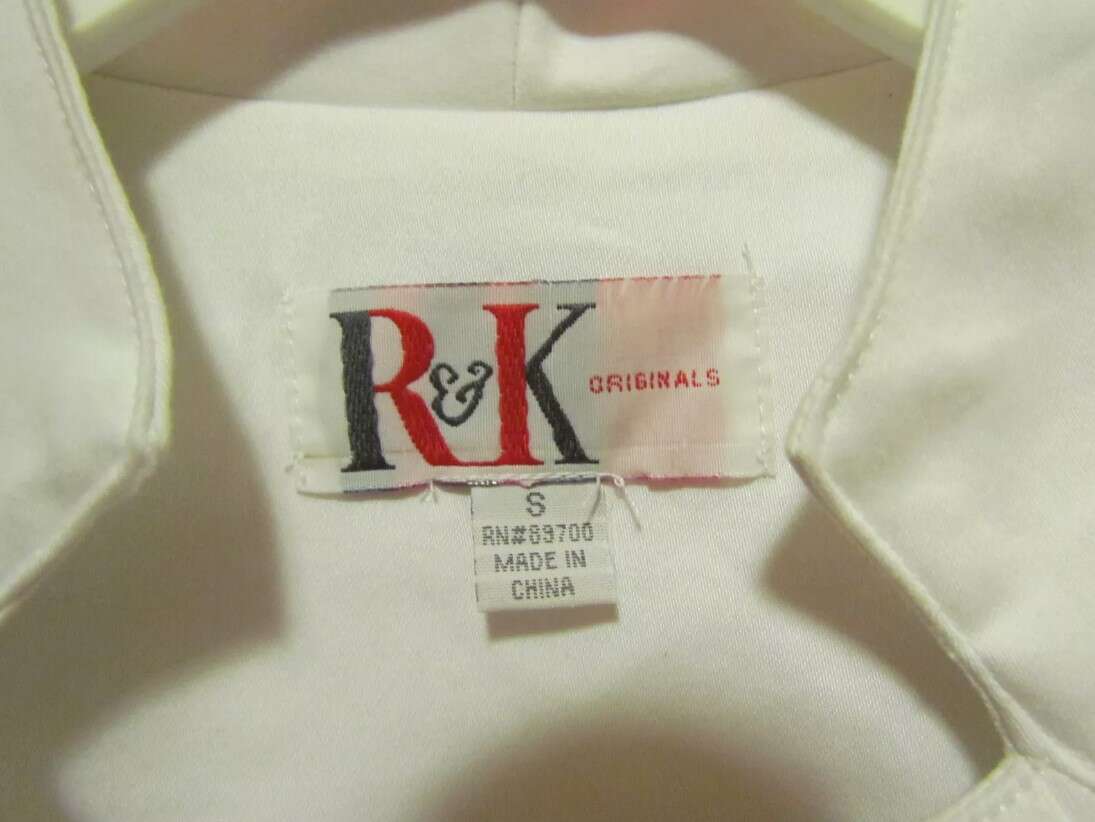 R&K ORIGINALS
S
RN#89700
MADE IN
CHINA